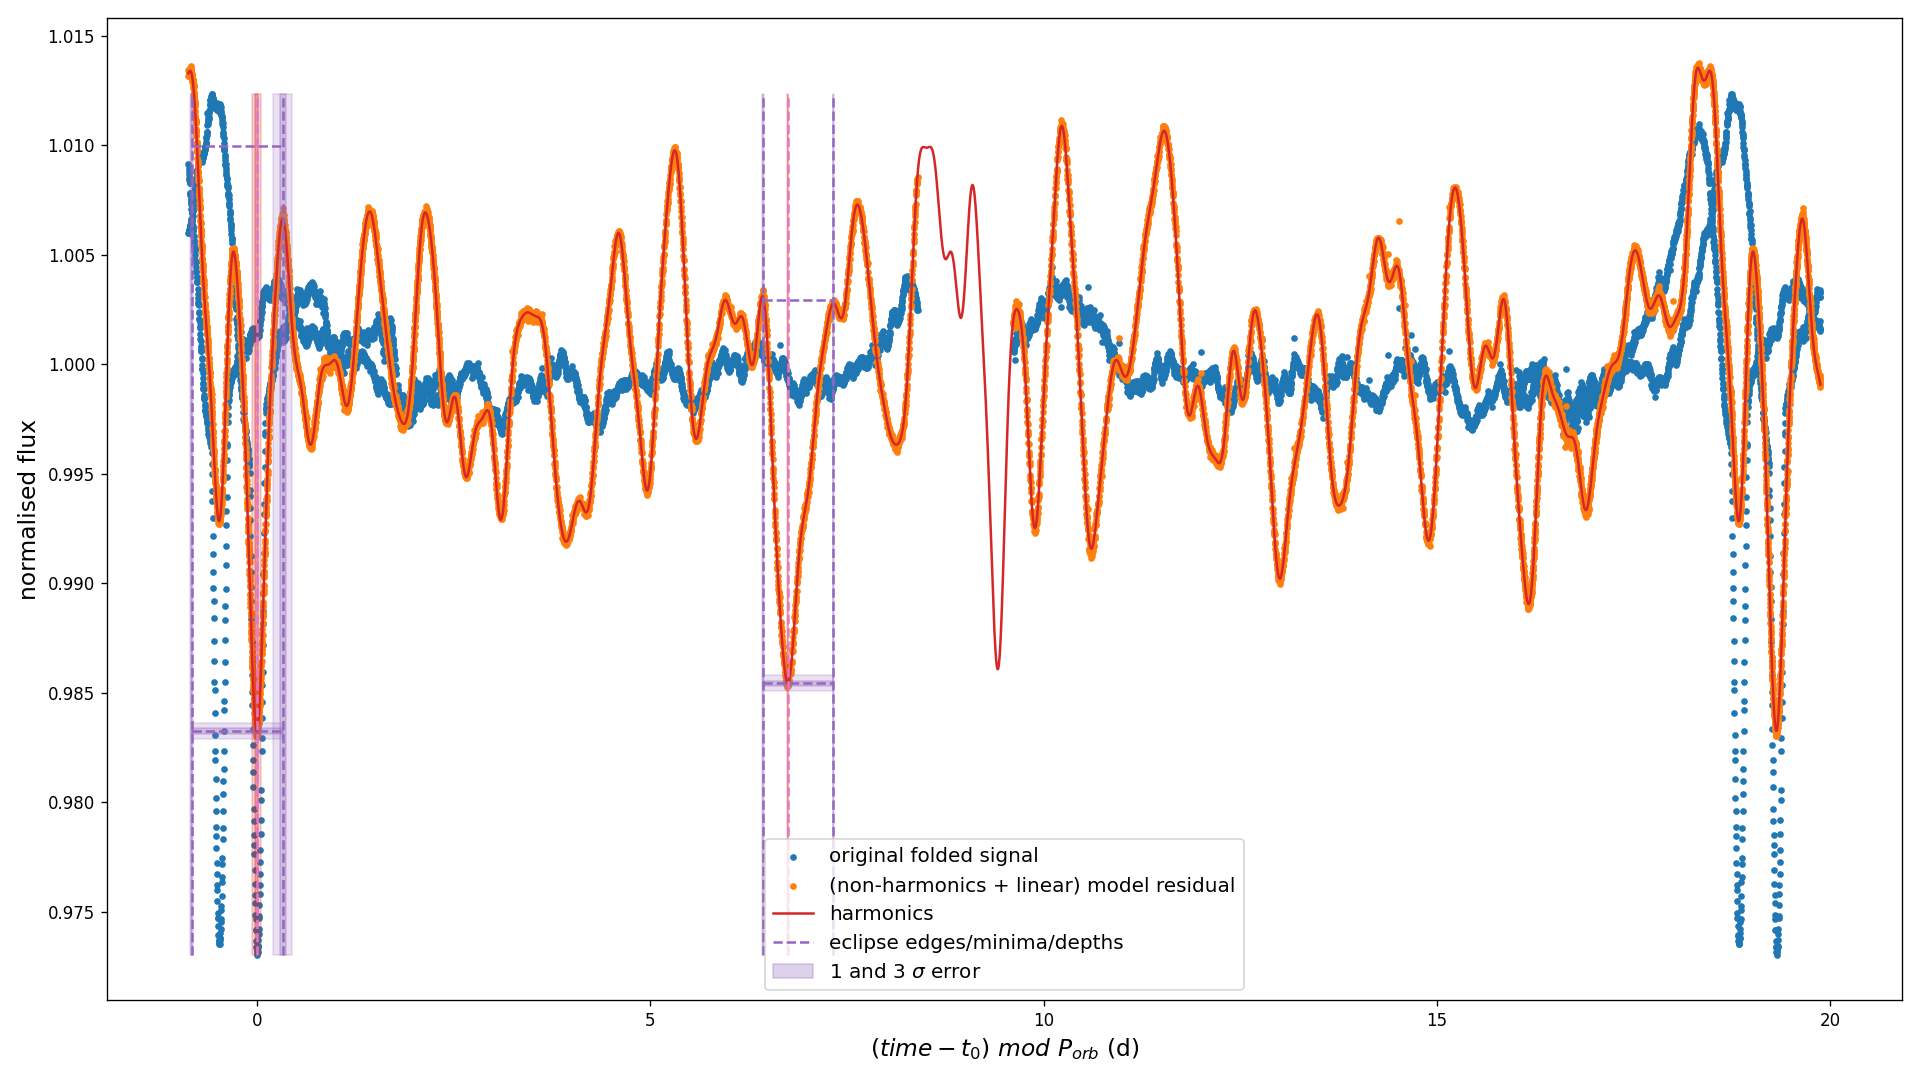 1.015
1.010
1.005
1.000
0.995
0.990
0.985
0.980
0.975
normalised flux
original folded signal
(non-harmonics + linear) model residual
harmonics
eclipse edges/minima/depths
1 and 3 σ error
0 5 10 15 20
(time − t₀) mod Pₒᵣb (d)